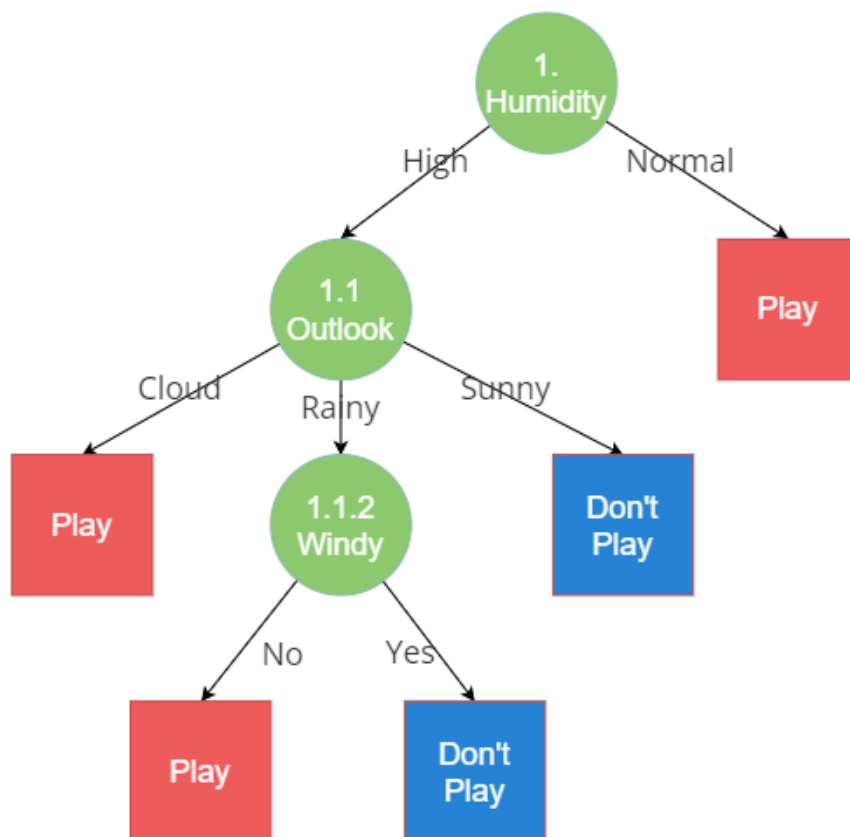 1.
Humidity
High
Normal
1.1
Outlook
Play
Cloud
Rainy
Sunny
Play
1.1.2
Windy
Don't
Play
No
Yes
Play
Don't
Play